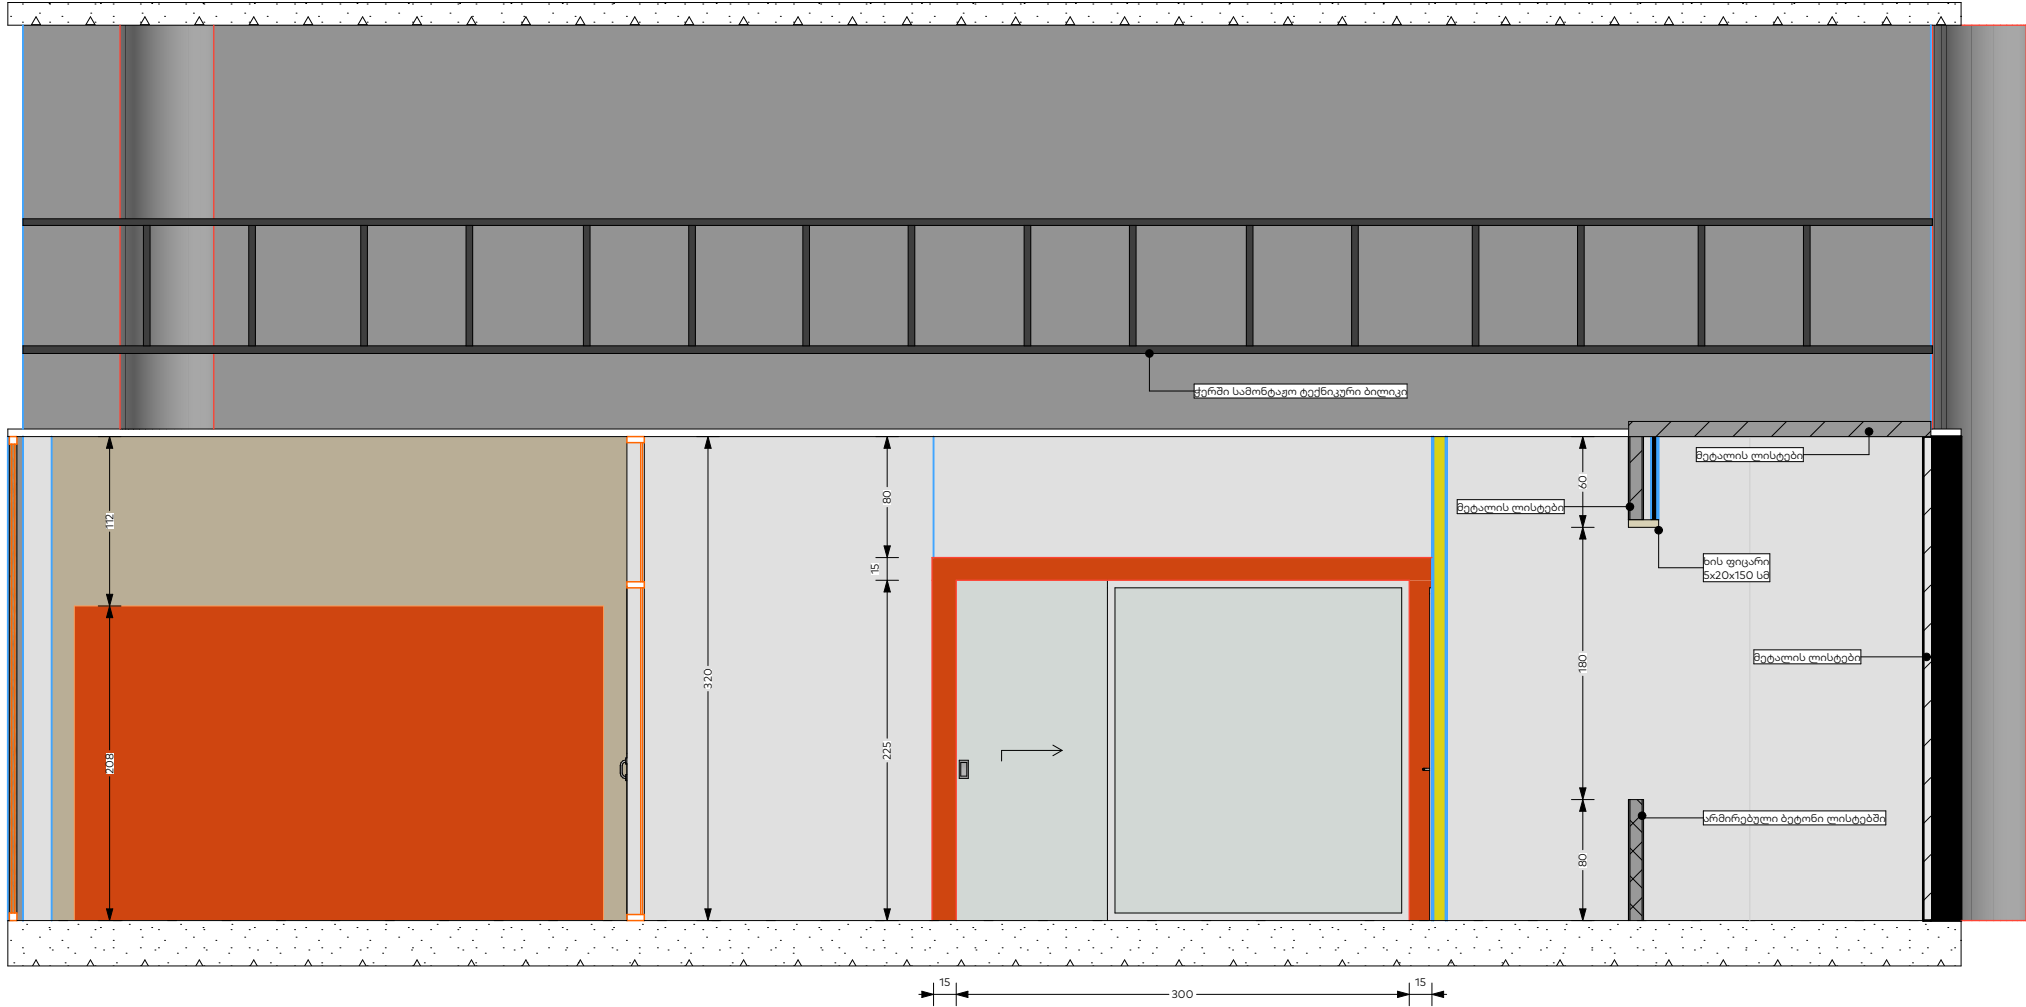 ჭერში სამონტაჟო ტექნიკური ბილიკი
მეტალის ლისტები
მეტალის ლისტები
60
80
112
15
ხის ფიცარი
5x20x150 სმ
მეტალის ლისტები
180
320
225
208
არმირებული ბეტონი ლისტებში
80
15
300
15